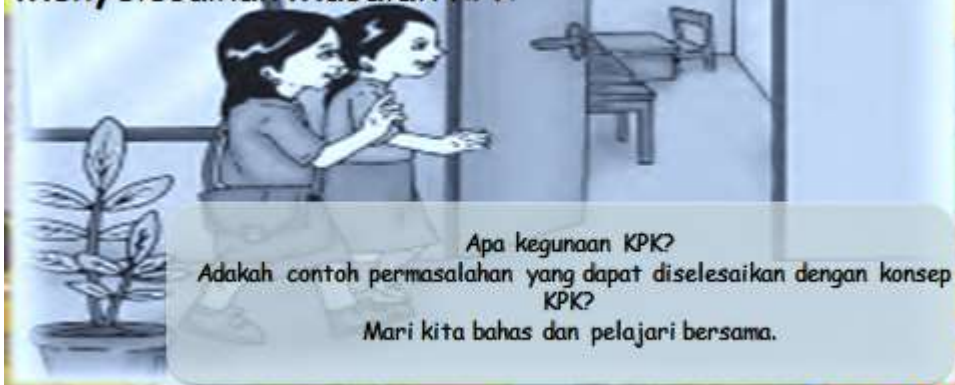 Apa kegunaan KPK?
Adakah contoh permasalahan yang dapat diselesaikan dengan konsep
KPK?
Mari kita bahas dan pelajari bersama.